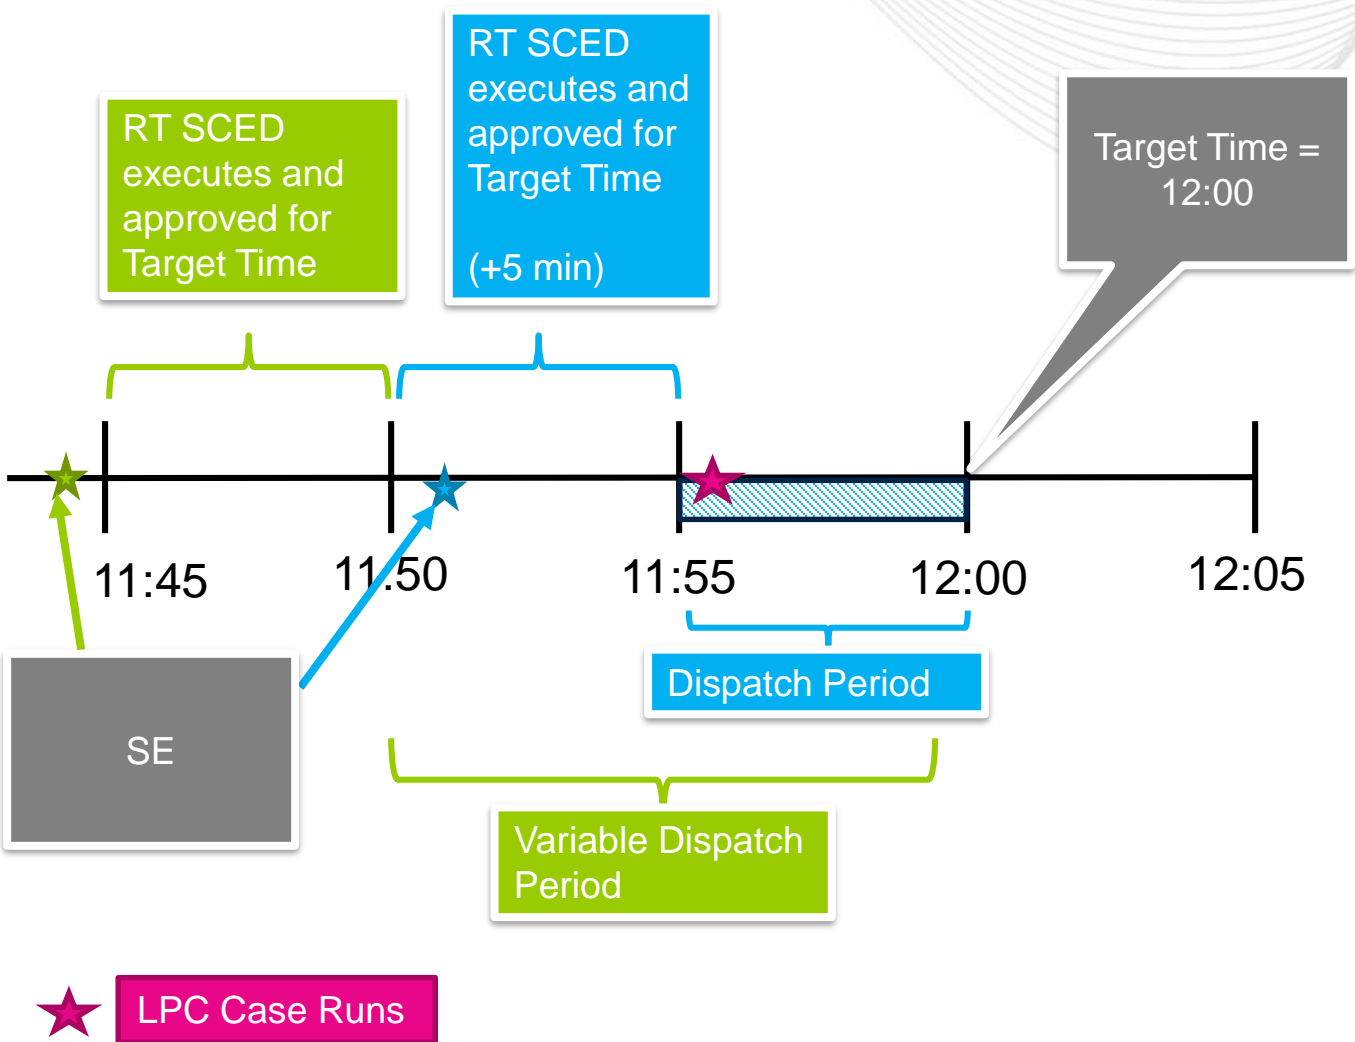 RT SCED
executes and
approved for
Target Time
(+5 min)
RT SCED
executes and
approved for
Target Time
Target Time =
12:00
11:45
11:50
11:55
12:00
12:05
Dispatch Period
SE
Variable Dispatch
Period
LPC Case Runs